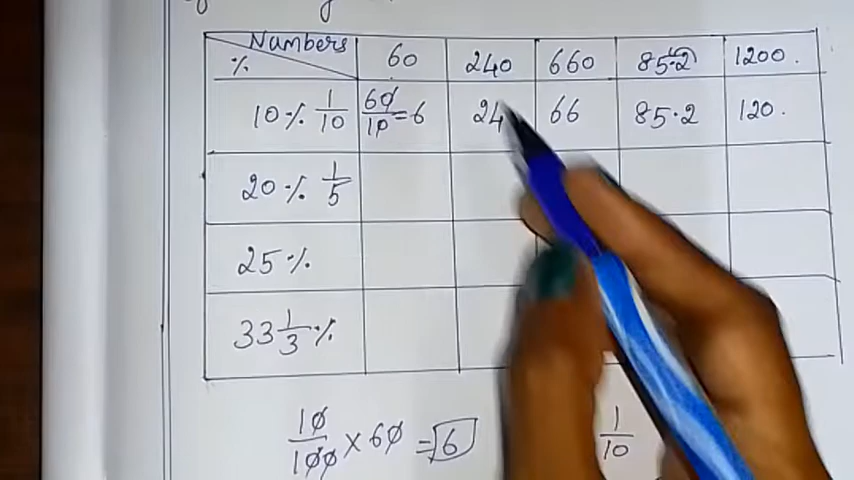 Numbers 60 240 660 85.2 1200.
%
10% 1/10 60/10=6 24 66 85.2 120.
20% 1/5
25%
33 1/3 %
10/100 × 60 = 6 1/10